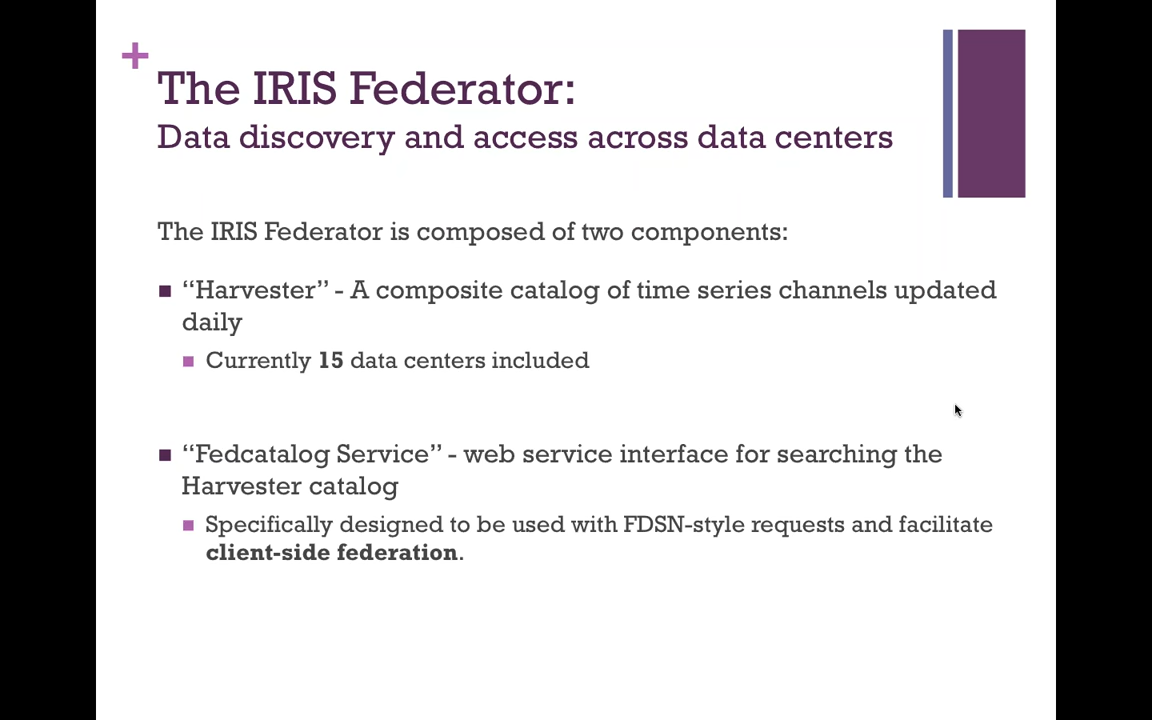 +
The IRIS Federator:
Data discovery and access across data centers
The IRIS Federator is composed of two components:
“Harvester” - A composite catalog of time series channels updated
daily
Currently 15 data centers included
“Fedcatalog Service” - web service interface for searching the
Harvester catalog
Specifically designed to be used with FDSN-style requests and facilitate
client-side federation.